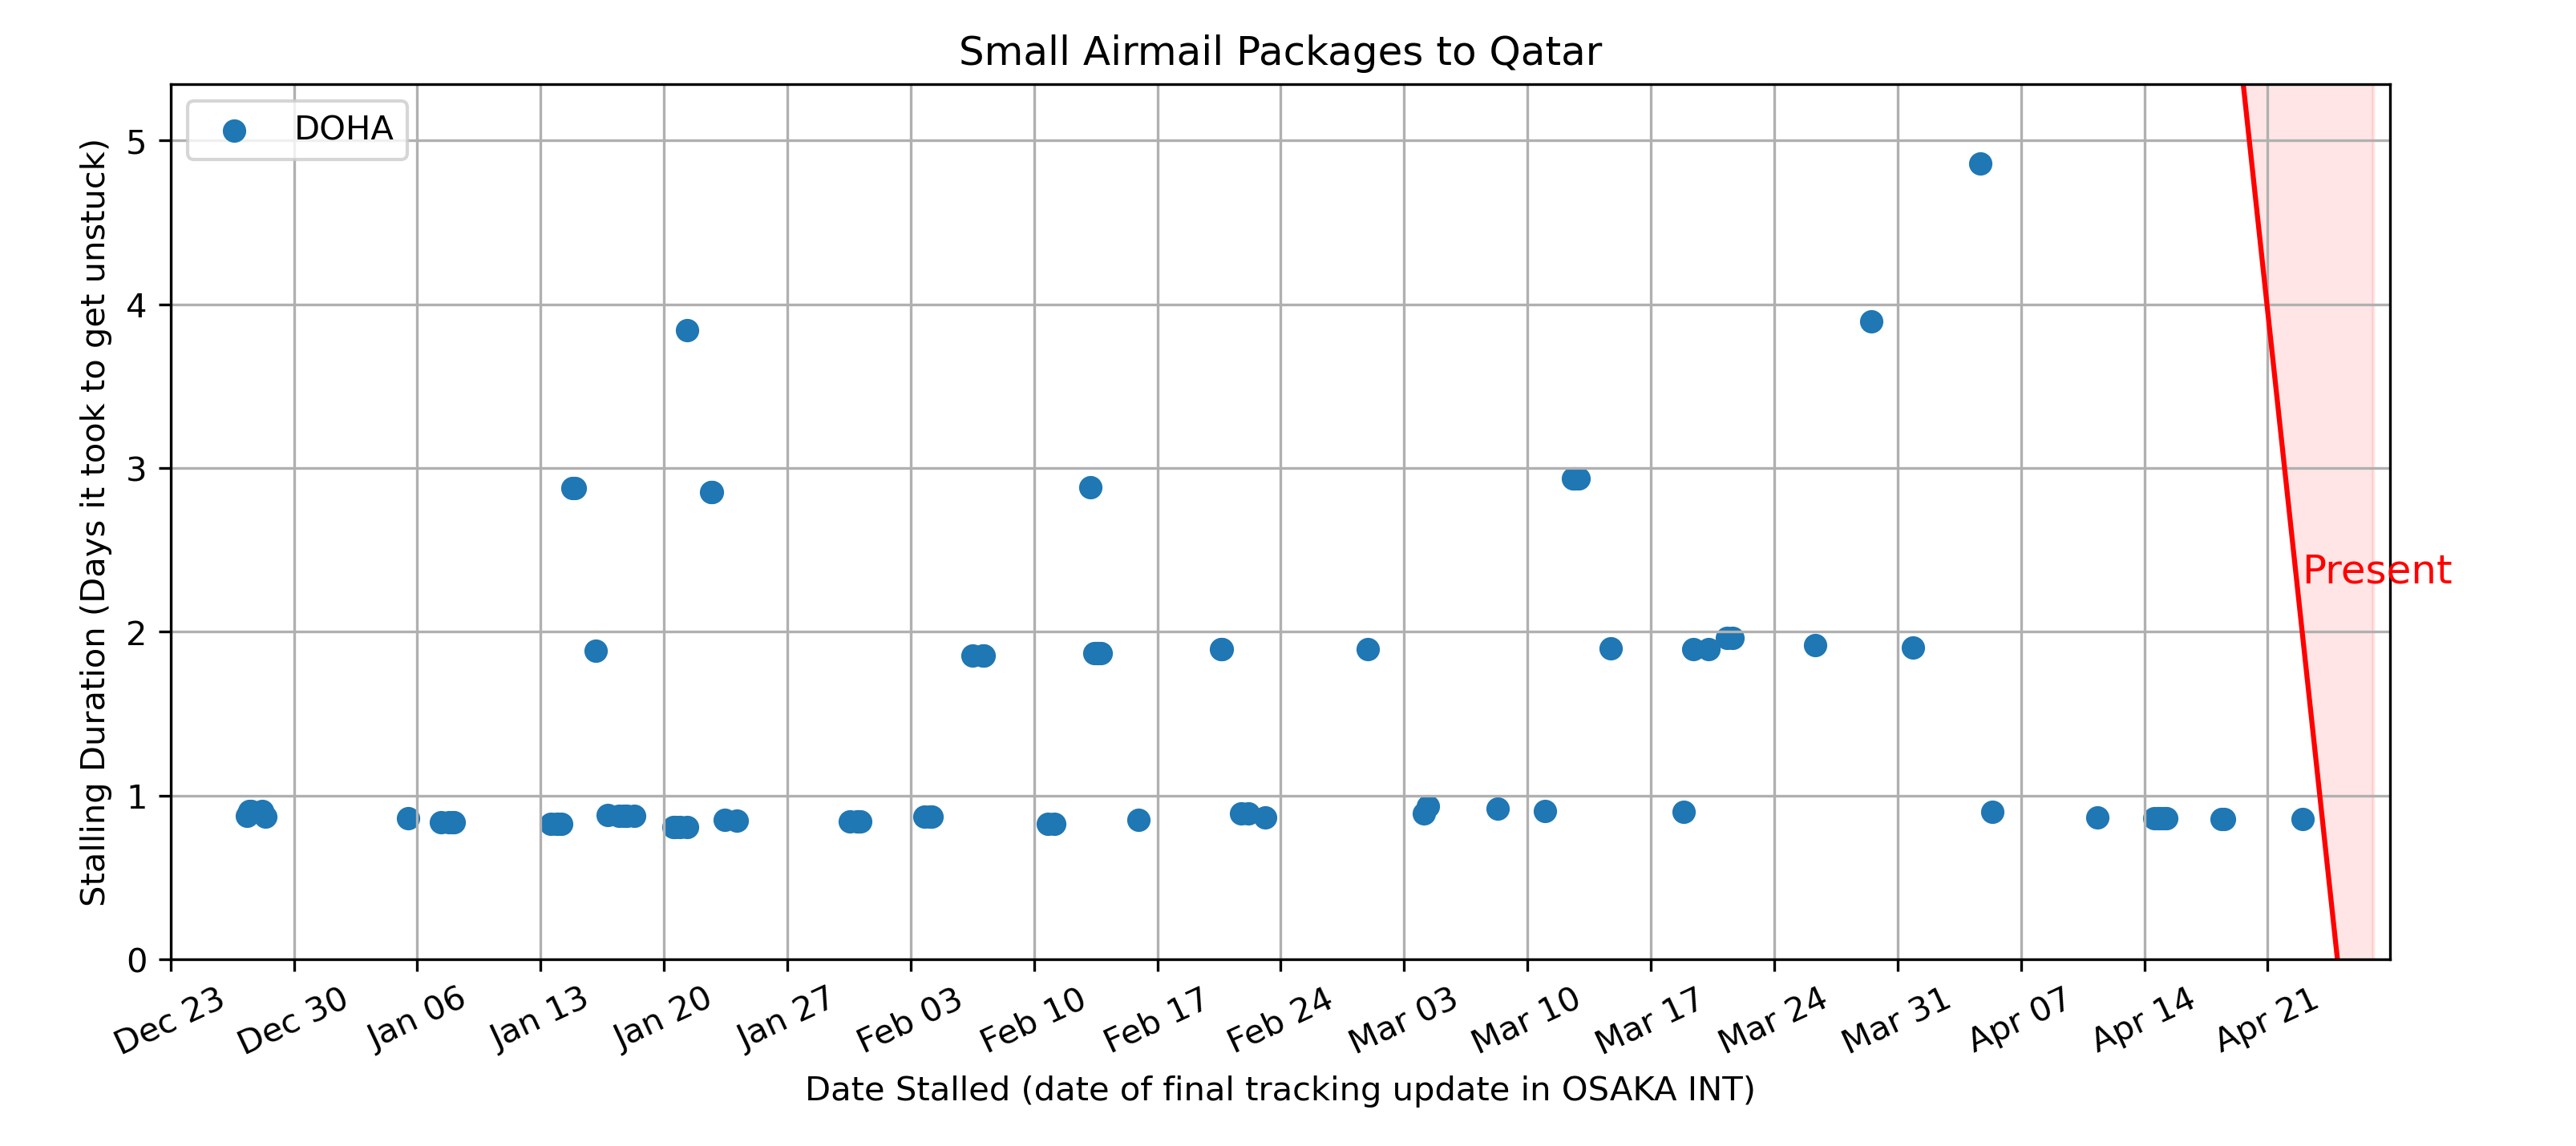 Small Airmail Packages to Qatar
DOHA
Stalling Duration (Days it took to get unstuck)
5
4
3
2
1
0
Present
Dec 23
Dec 30
Jan 06
Jan 13
Jan 20
Jan 27
Feb 03
Feb 10
Feb 17
Feb 24
Mar 03
Mar 10
Mar 17
Mar 24
Mar 31
Apr 07
Apr 14
Apr 21
Date Stalled (date of final tracking update in OSAKA INT)